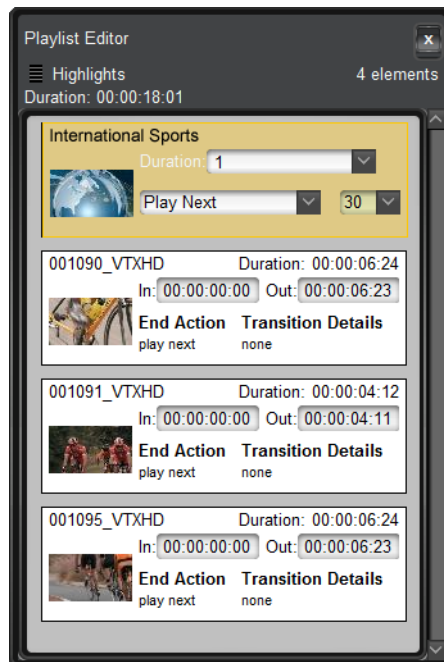 Playlist Editor x
Highlights 4 elements
Duration: 00:00:18:01
International Sports
Duration: 1
Play Next 30
001090_VTXHD Duration: 00:00:06:24
In: 00:00:00:00 Out: 00:00:06:23
End Action Transition Details
play next none
001091_VTXHD Duration: 00:00:04:12
In: 00:00:00:00 Out: 00:00:04:11
End Action Transition Details
play next none
001095_VTXHD Duration: 00:00:06:24
In: 00:00:00:00 Out: 00:00:06:23
End Action Transition Details
play next none